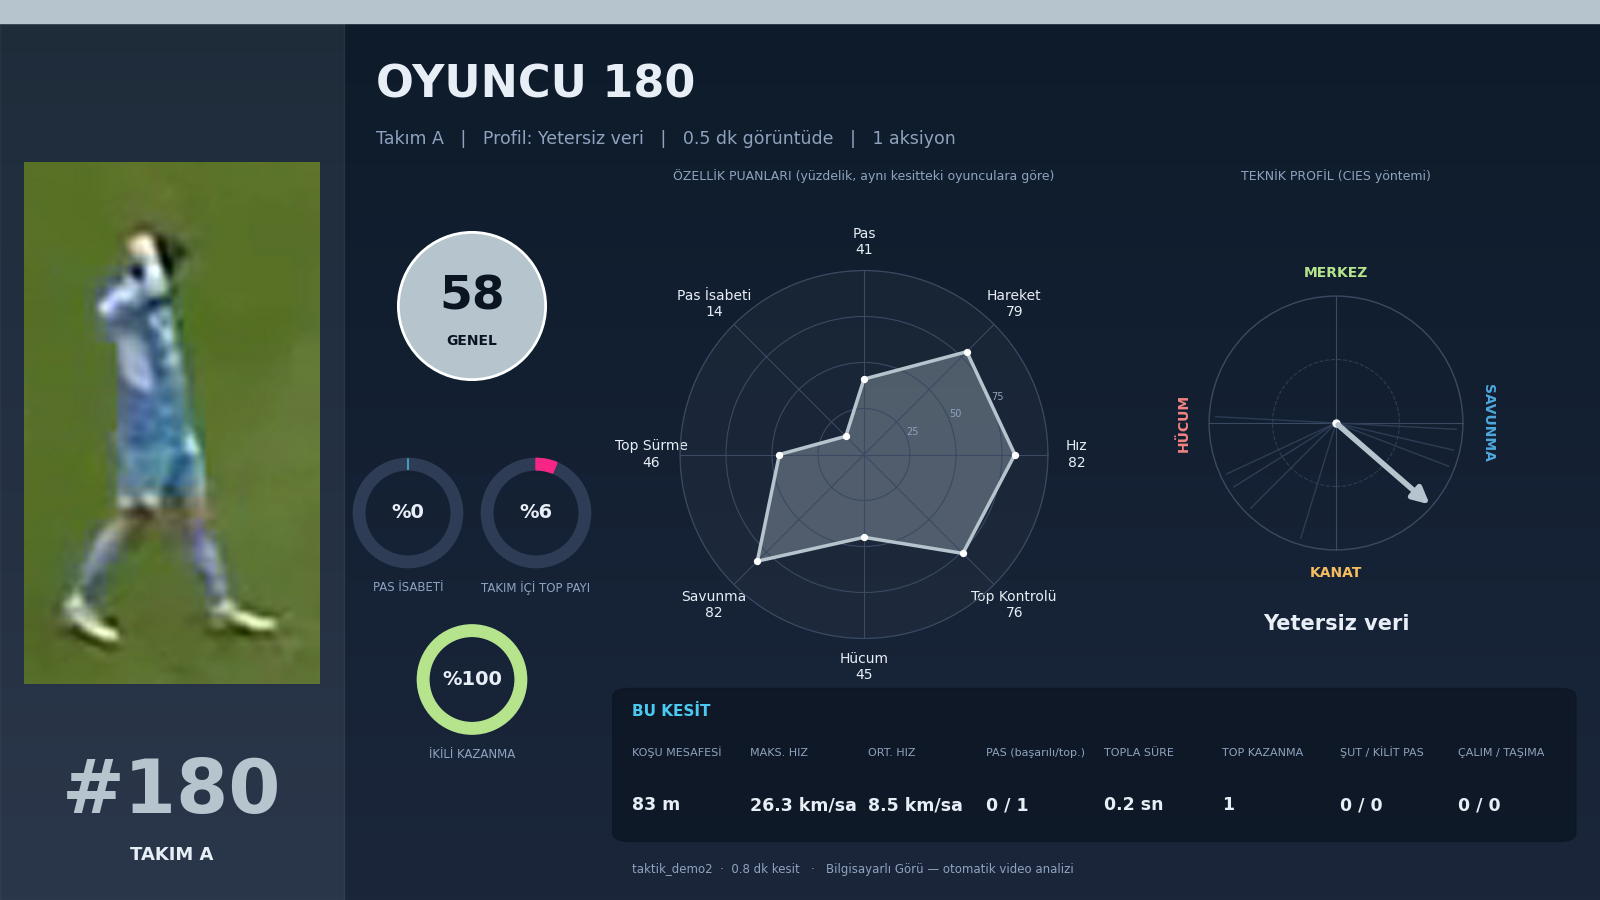 OYUNCU 180
Takım A | Profil: Yetersiz veri | 0.5 dk görüntüde | 1 aksiyon
ÖZELLİK PUANLARI (yüzdelik, aynı kesitteki oyunculara göre)
TEKNİK PROFİL (CIES yöntemi)
58
GENEL
%0
PAS İSABETİ
%6
TAKIM İÇİ TOP PAYI
%100
İKİLİ KAZANMA
Pas
41
Pas İsabeti
14
Hareket
79
75
50
25
Top Sürme
46
Hız
82
Savunma
82
Top Kontrolü
76
Hücum
45
MERKEZ
HÜCUM
SAVUNMA
KANAT
Yetersiz veri
#180
TAKIM A
BU KESİT
KOŞU MESAFESİ MAKS. HIZ ORT. HIZ PAS (başarılı/top.) TOPLA SÜRE TOP KAZANMA ŞUT / KİLİT PAS ÇALIM / TAŞIMA
83 m 26.3 km/sa 8.5 km/sa 0 / 1 0.2 sn 1 0 / 0 0 / 0
taktik_demo2 · 0.8 dk kesit · Bilgisayarlı Görü — otomatik video analizi